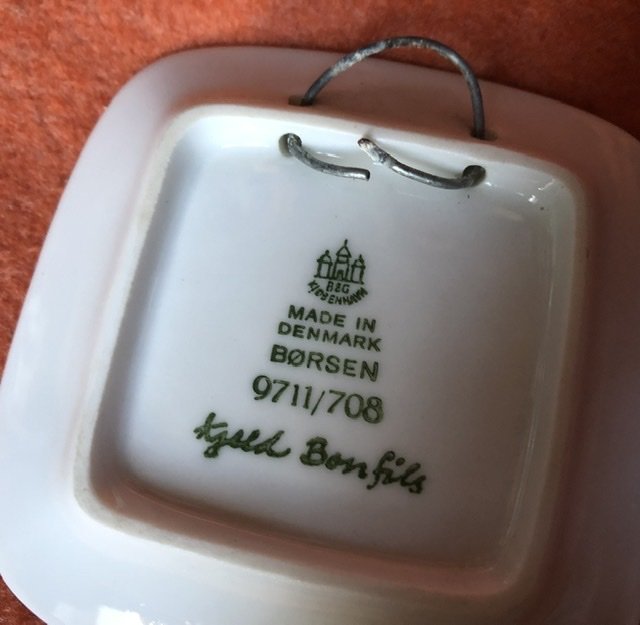 B&G
KJØBENHAVN
MADE IN
DENMARK
BØRSEN
9711/708
Kjeld Bonfils